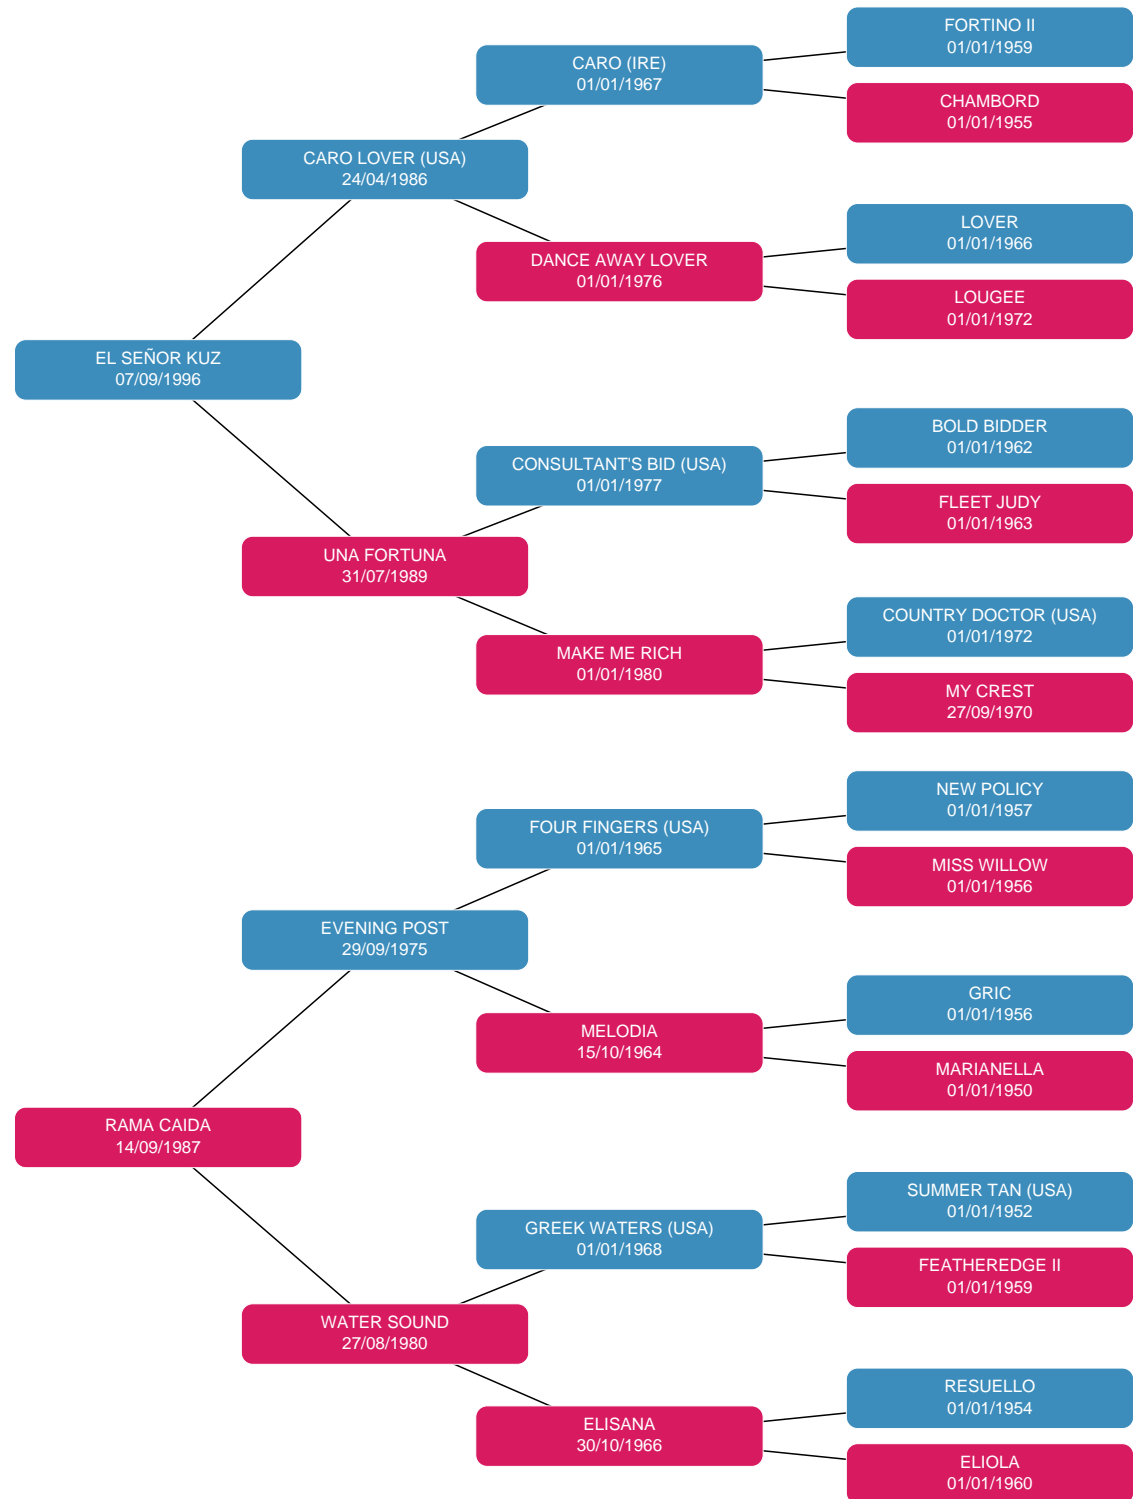 FORTINO II
01/01/1959
CARO (IRE)
01/01/1967
CHAMBORD
01/01/1955
CARO LOVER (USA)
24/04/1986
LOVER
01/01/1966
DANCE AWAY LOVER
01/01/1976
LOUGEE
01/01/1972
EL SEÑOR KUZ
07/09/1996
BOLD BIDDER
01/01/1962
CONSULTANT'S BID (USA)
01/01/1977
FLEET JUDY
01/01/1963
UNA FORTUNA
31/07/1989
COUNTRY DOCTOR (USA)
01/01/1972
MAKE ME RICH
01/01/1980
MY CREST
27/09/1970
NEW POLICY
01/01/1957
FOUR FINGERS (USA)
01/01/1965
MISS WILLOW
01/01/1956
EVENING POST
29/09/1975
GRIC
01/01/1956
MELODIA
15/10/1964
MARIANELLA
01/01/1950
RAMA CAIDA
14/09/1987
SUMMER TAN (USA)
01/01/1952
GREEK WATERS (USA)
01/01/1968
FEATHEREDGE II
01/01/1959
WATER SOUND
27/08/1980
RESUELLO
01/01/1954
ELISANA
30/10/1966
ELIOLA
01/01/1960